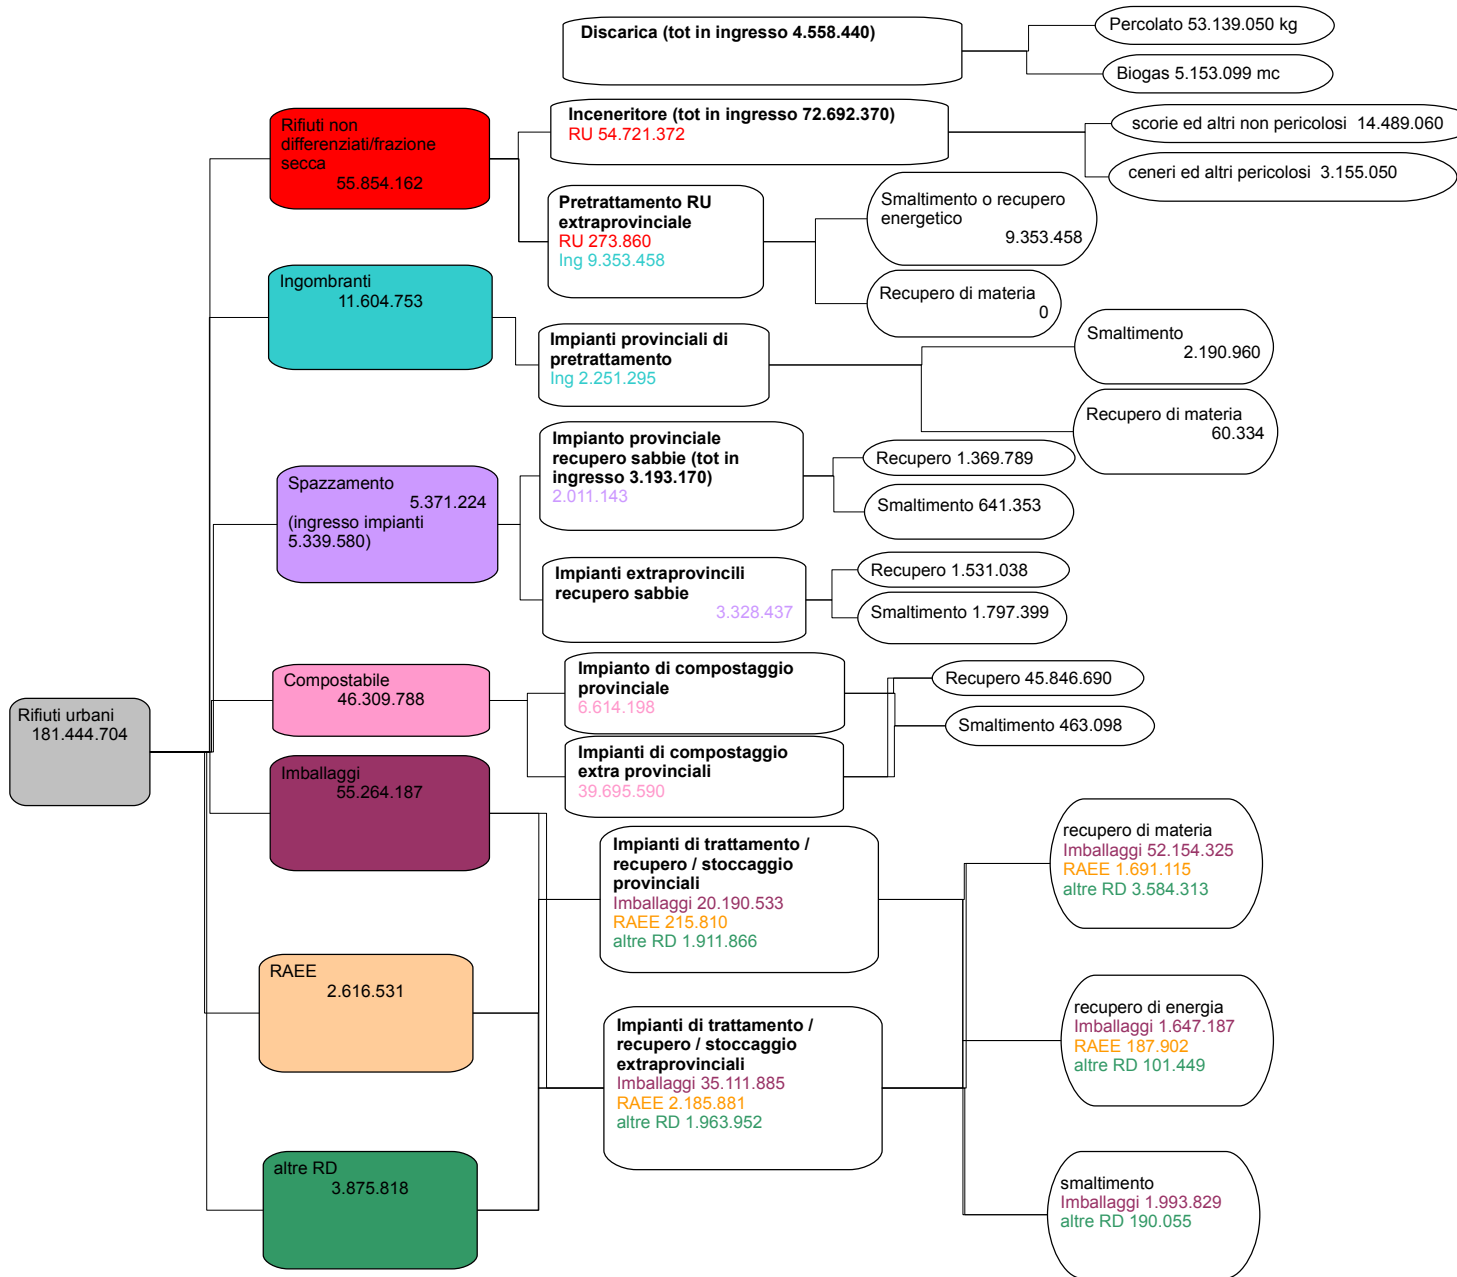 Discarica (tot in ingresso 4.558.440)
Percolato 53.139.050 kg
Biogas 5.153.099 mc
Rifiuti non
differenziati/frazione
secca
55.854.162
Inceneritore (tot in ingresso 72.692.370)
RU 54.721.372
scorie ed altri non pericolosi 14.489.060
ceneri ed altri pericolosi 3.155.050
Pretrattamento RU
extraprovinciale
RU 273.860
Ing 9.353.458
Smaltimento o recupero
energetico
9.353.458
Recupero di materia
0
Ingombranti
11.604.753
Impianti provinciali di
pretrattamento
Ing 2.251.295
Smaltimento
2.190.960
Recupero di materia
60.334
Spazzamento
5.371.224
(ingresso impianti
5.339.580)
Impianto provinciale
recupero sabbie (tot in
ingresso 3.193.170)
2.011.143
Recupero 1.369.789
Smaltimento 641.353
Impianti extraprovincili
recupero sabbie
3.328.437
Recupero 1.531.038
Smaltimento 1.797.399
Rifiuti urbani
181.444.704
Compostabile
46.309.788
Impianto di compostaggio
provinciale
6.614.198
Impianti di compostaggio
extra provinciali
39.695.590
Recupero 45.846.690
Smaltimento 463.098
Imballaggi
55.264.187
RAEE
2.616.531
altre RD
3.875.818
Impianti di trattamento /
recupero / stoccaggio
provinciali
Imballaggi 20.190.533
RAEE 215.810
altre RD 1.911.866
Impianti di trattamento /
recupero / stoccaggio
extraprovinciali
Imballaggi 35.111.885
RAEE 2.185.881
altre RD 1.963.952
recupero di materia
Imballaggi 52.154.325
RAEE 1.691.115
altre RD 3.584.313
recupero di energia
Imballaggi 1.647.187
RAEE 187.902
altre RD 101.449
smaltimento
Imballaggi 1.993.829
altre RD 190.055